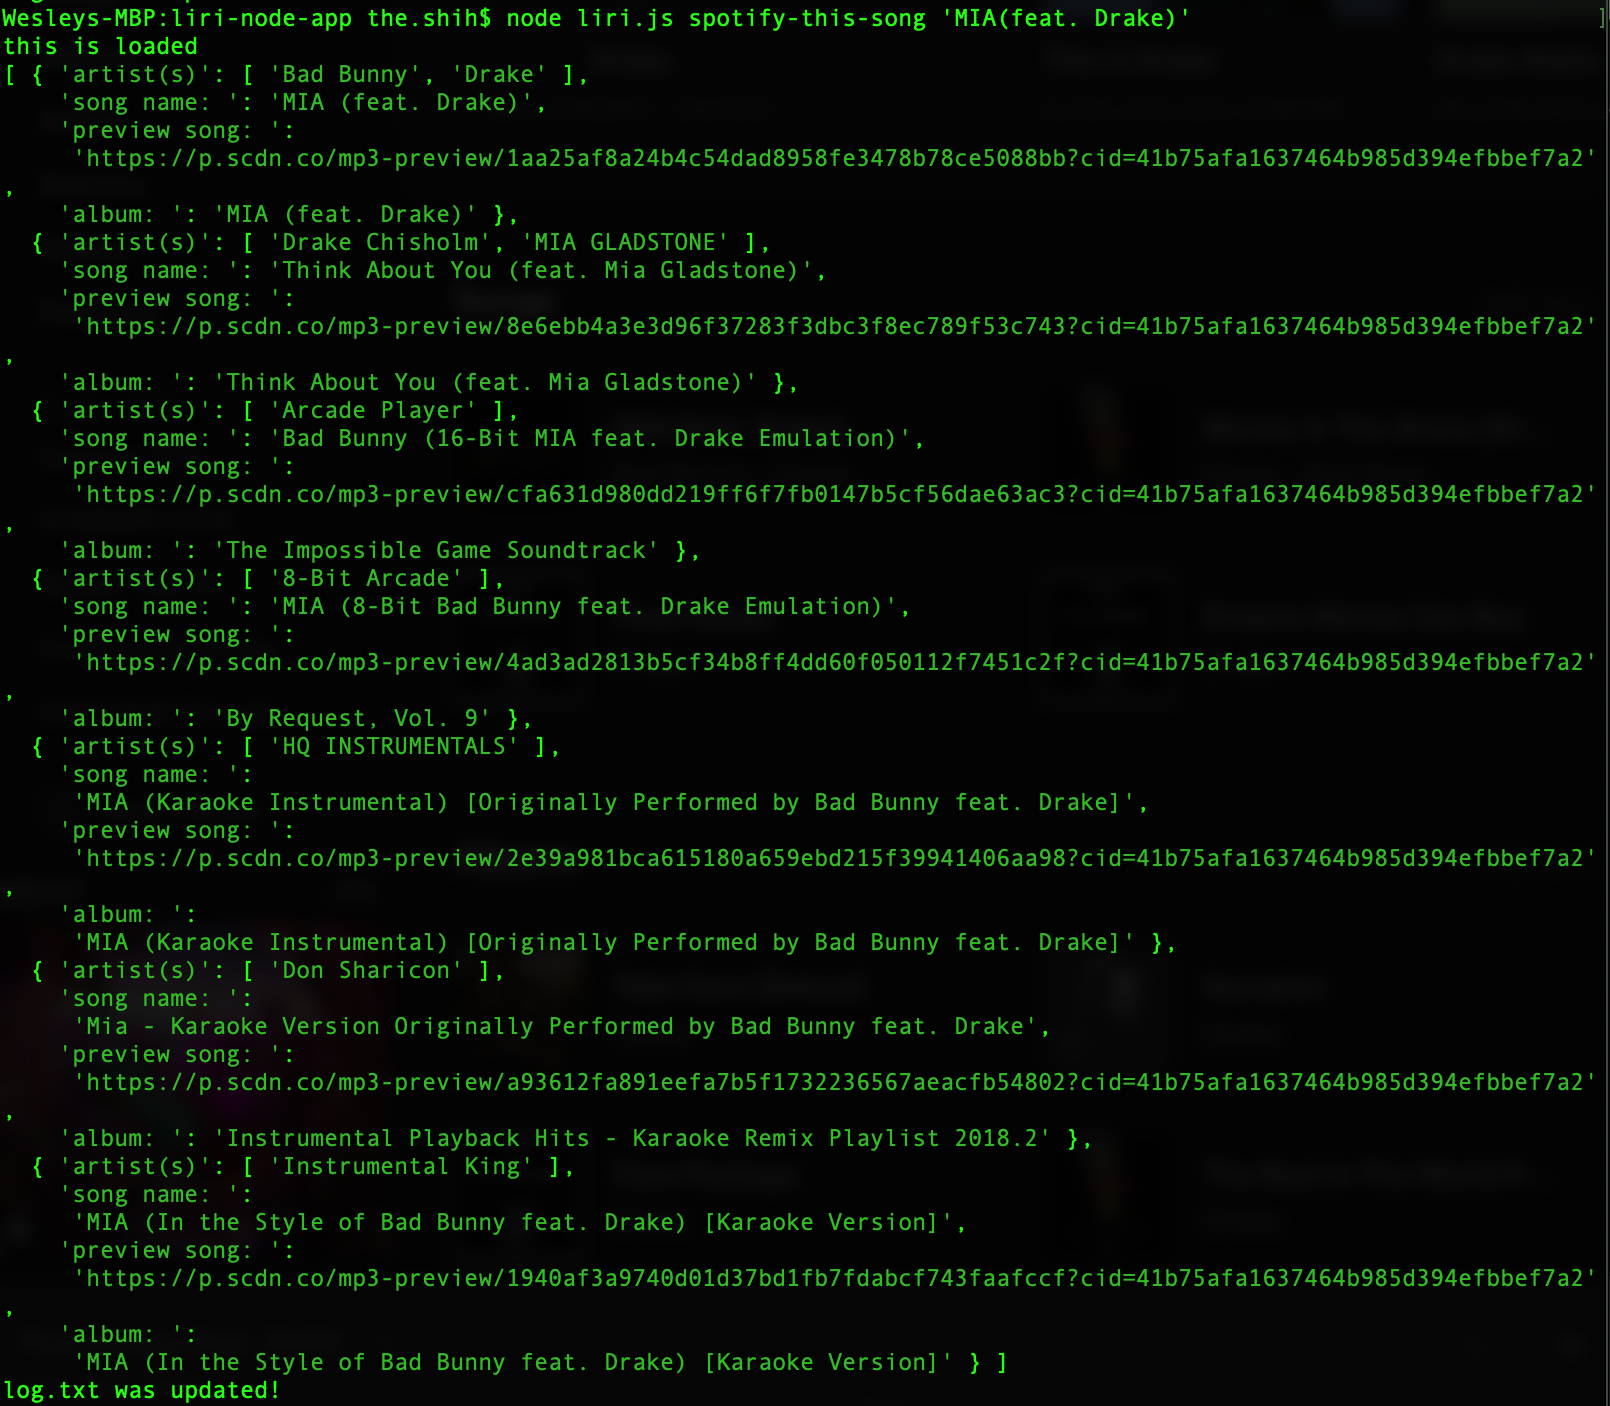 Wesleys-MBP:liri-node-app the.shih$ node liri.js spotify-this-song 'MIA(feat. Drake)' ]
this is loaded
[ { 'artist(s)': [ 'Bad Bunny', 'Drake' ],
'song name: ': 'MIA (feat. Drake)',
'preview song: ':
'https://p.scdn.co/mp3-preview/1aa25af8a24b4c54dad8958fe3478b78ce5088bb?cid=41b75afa1637464b985d394efbbef7a2'
,
'album: ': 'MIA (feat. Drake)' },
{ 'artist(s)': [ 'Drake Chisholm', 'MIA GLADSTONE' ],
'song name: ': 'Think About You (feat. Mia Gladstone)',
'preview song: ':
'https://p.scdn.co/mp3-preview/8e6ebb4a3e3d96f37283f3dbc3f8ec789f53c743?cid=41b75afa1637464b985d394efbbef7a2'
,
'album: ': 'Think About You (feat. Mia Gladstone)' },
{ 'artist(s)': [ 'Arcade Player' ],
'song name: ': 'Bad Bunny (16-Bit MIA feat. Drake Emulation)',
'preview song: ':
'https://p.scdn.co/mp3-preview/cfa631d980dd219ff6f7fb0147b5cf56dae63ac3?cid=41b75afa1637464b985d394efbbef7a2'
,
'album: ': 'The Impossible Game Soundtrack' },
{ 'artist(s)': [ '8-Bit Arcade' ],
'song name: ': 'MIA (8-Bit Bad Bunny feat. Drake Emulation)',
'preview song: ':
'https://p.scdn.co/mp3-preview/4ad3ad2813b5cf34b8ff4dd60f050112f7451c2f?cid=41b75afa1637464b985d394efbbef7a2'
,
'album: ': 'By Request, Vol. 9' },
{ 'artist(s)': [ 'HQ INSTRUMENTALS' ],
'song name: ':
'MIA (Karaoke Instrumental) [Originally Performed by Bad Bunny feat. Drake]',
'preview song: ':
'https://p.scdn.co/mp3-preview/2e39a981bca615180a659ebd215f39941406aa98?cid=41b75afa1637464b985d394efbbef7a2'
,
'album: ':
'MIA (Karaoke Instrumental) [Originally Performed by Bad Bunny feat. Drake]' },
{ 'artist(s)': [ 'Don Sharicon' ],
'song name: ':
'Mia - Karaoke Version Originally Performed by Bad Bunny feat. Drake',
'preview song: ':
'https://p.scdn.co/mp3-preview/a93612fa891eefa7b5f1732236567aeacfb54802?cid=41b75afa1637464b985d394efbbef7a2'
,
'album: ': 'Instrumental Playback Hits - Karaoke Remix Playlist 2018.2' },
{ 'artist(s)': [ 'Instrumental King' ],
'song name: ':
'MIA (In the Style of Bad Bunny feat. Drake) [Karaoke Version]',
'preview song: ':
'https://p.scdn.co/mp3-preview/1940af3a9740d01d37bd1fb7fdabcf743faafccf?cid=41b75afa1637464b985d394efbbef7a2'
,
'album: ':
'MIA (In the Style of Bad Bunny feat. Drake) [Karaoke Version]' } ]
log.txt was updated!